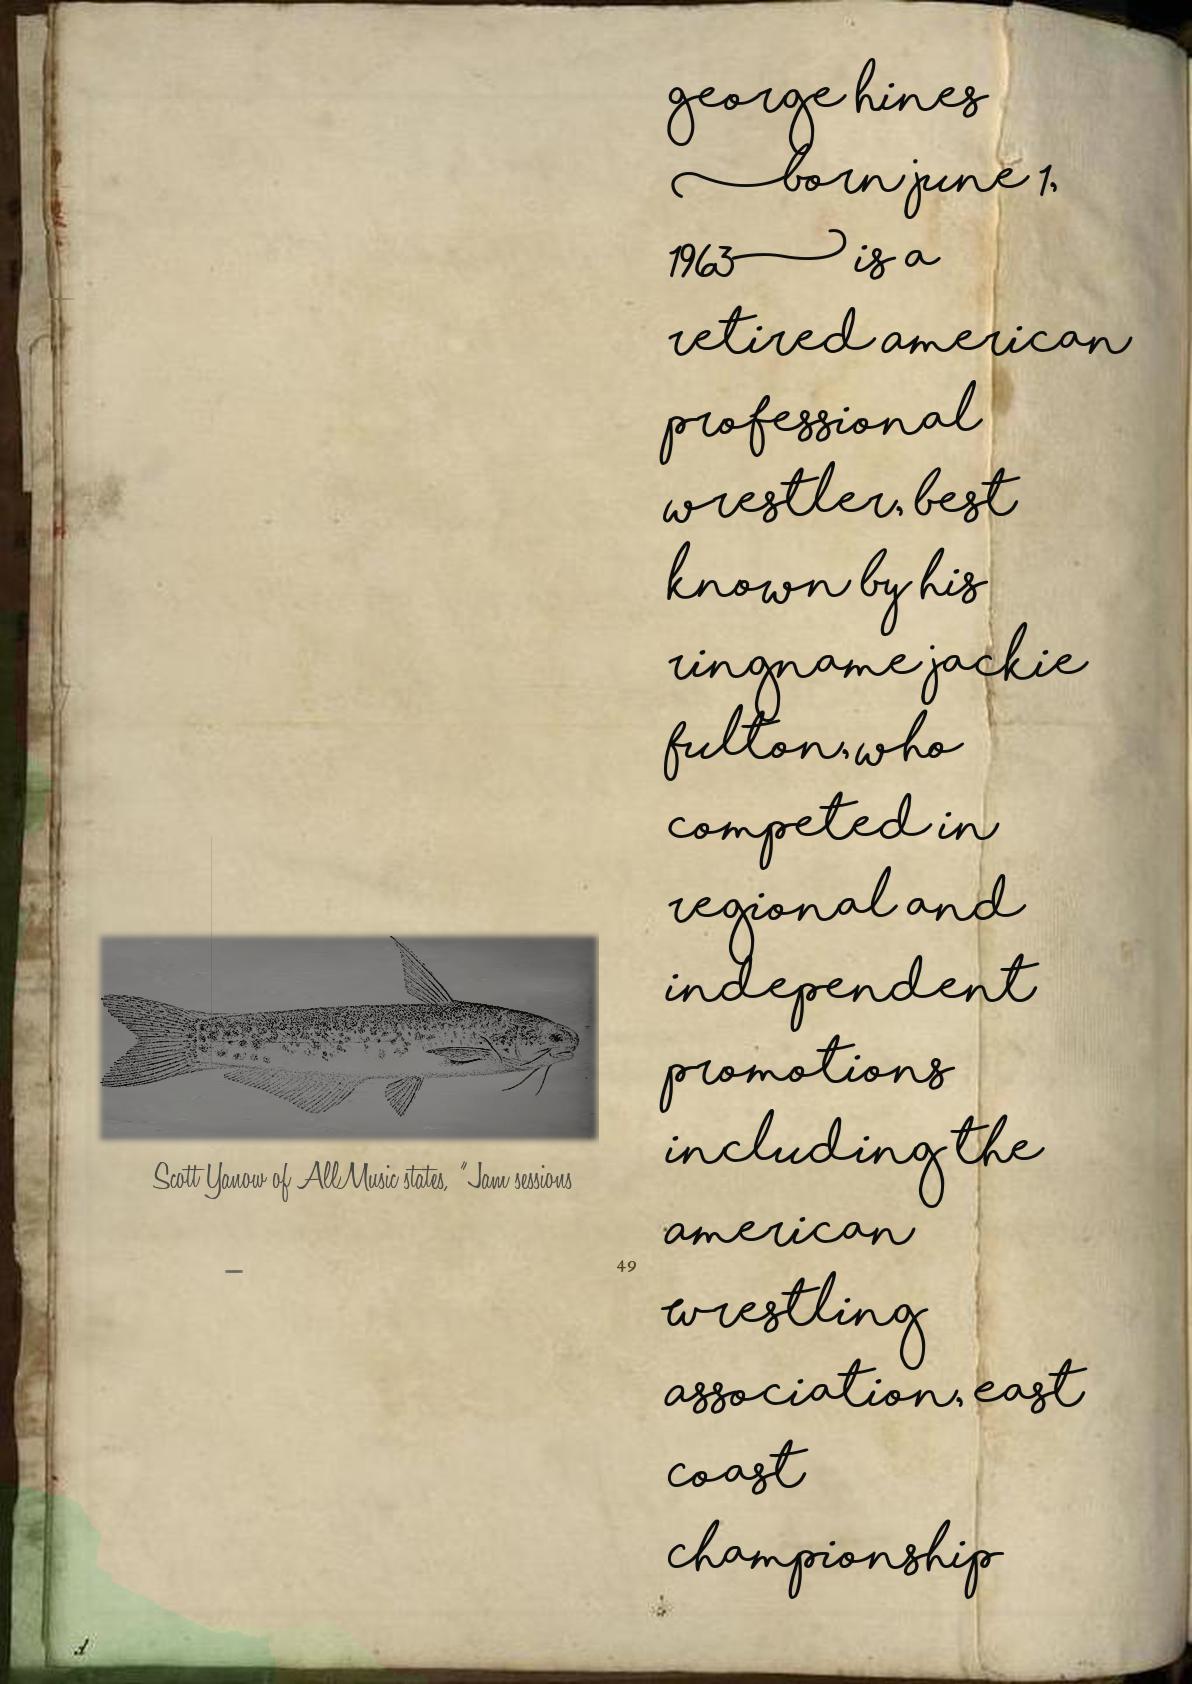 george hines
(born june 1,
1963) is a
retired american
professional
wrestler, best
known by his
ringname jackie
fulton, who
competed in
regional and
independent
promotions
including the
american
wrestling
association, east
coast
championship
Scott Yanow of AllMusic states, "Jam sessions
49